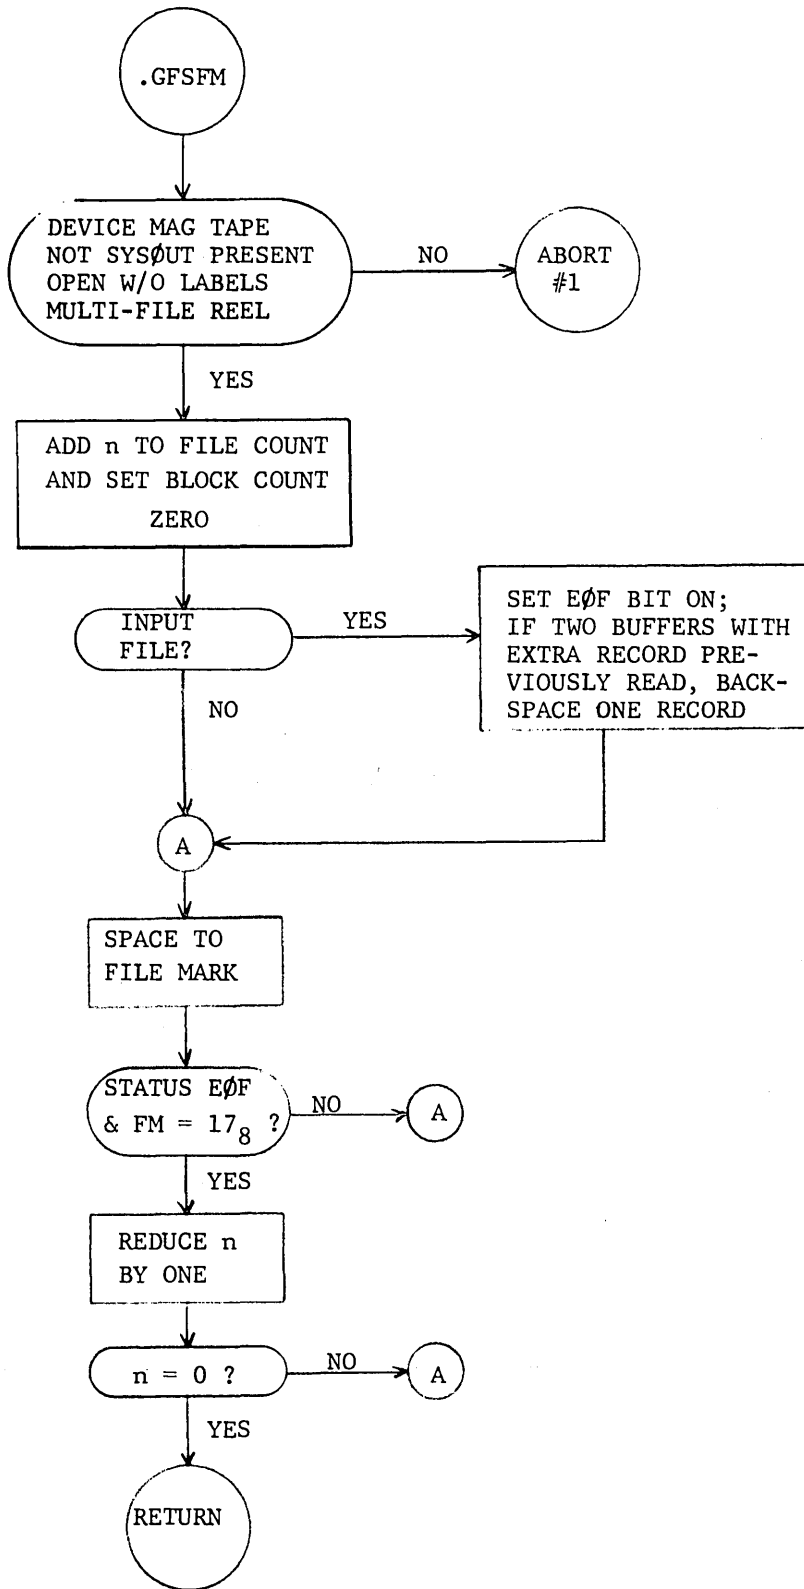 .GFSFM
DEVICE MAG TAPE
NOT SYSØUT PRESENT
OPEN W/O LABELS
MULTI-FILE REEL
NO
ABORT
#1
YES
ADD n TO FILE COUNT
AND SET BLOCK COUNT
ZERO
INPUT
FILE?
YES
SET EØF BIT ON;
IF TWO BUFFERS WITH
EXTRA RECORD PRE-
VIOUSLY READ, BACK-
SPACE ONE RECORD
NO
A
SPACE TO
FILE MARK
STATUS EØF
& FM = 17₈ ?
NO
A
YES
REDUCE n
BY ONE
n = 0 ?
NO
A
YES
RETURN